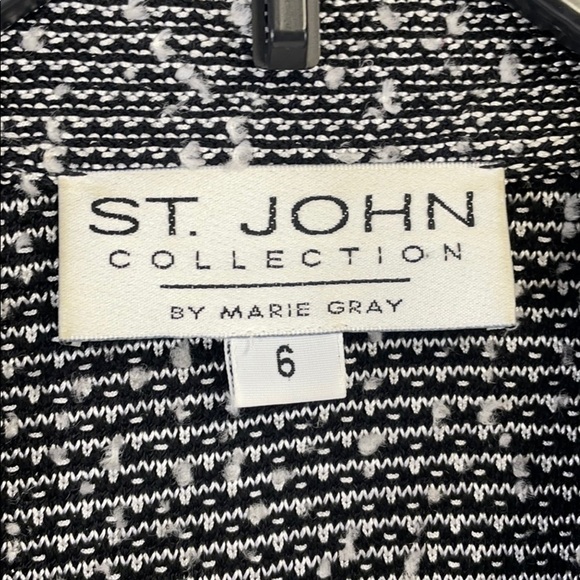 ST. JOHN
COLLECTION
BY MARIE GRAY
6